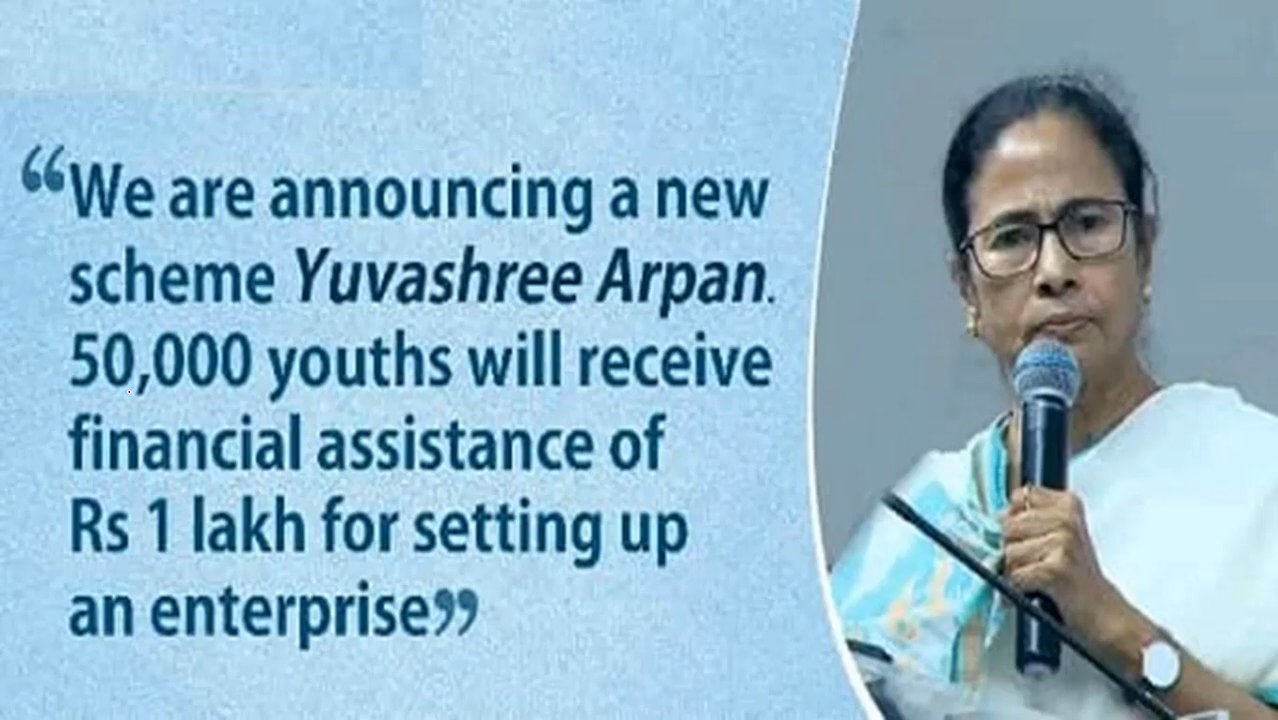 “We are announcing a new
scheme Yuvashree Arpan.
50,000 youths will receive
financial assistance of
Rs 1 lakh for setting up
an enterprise”